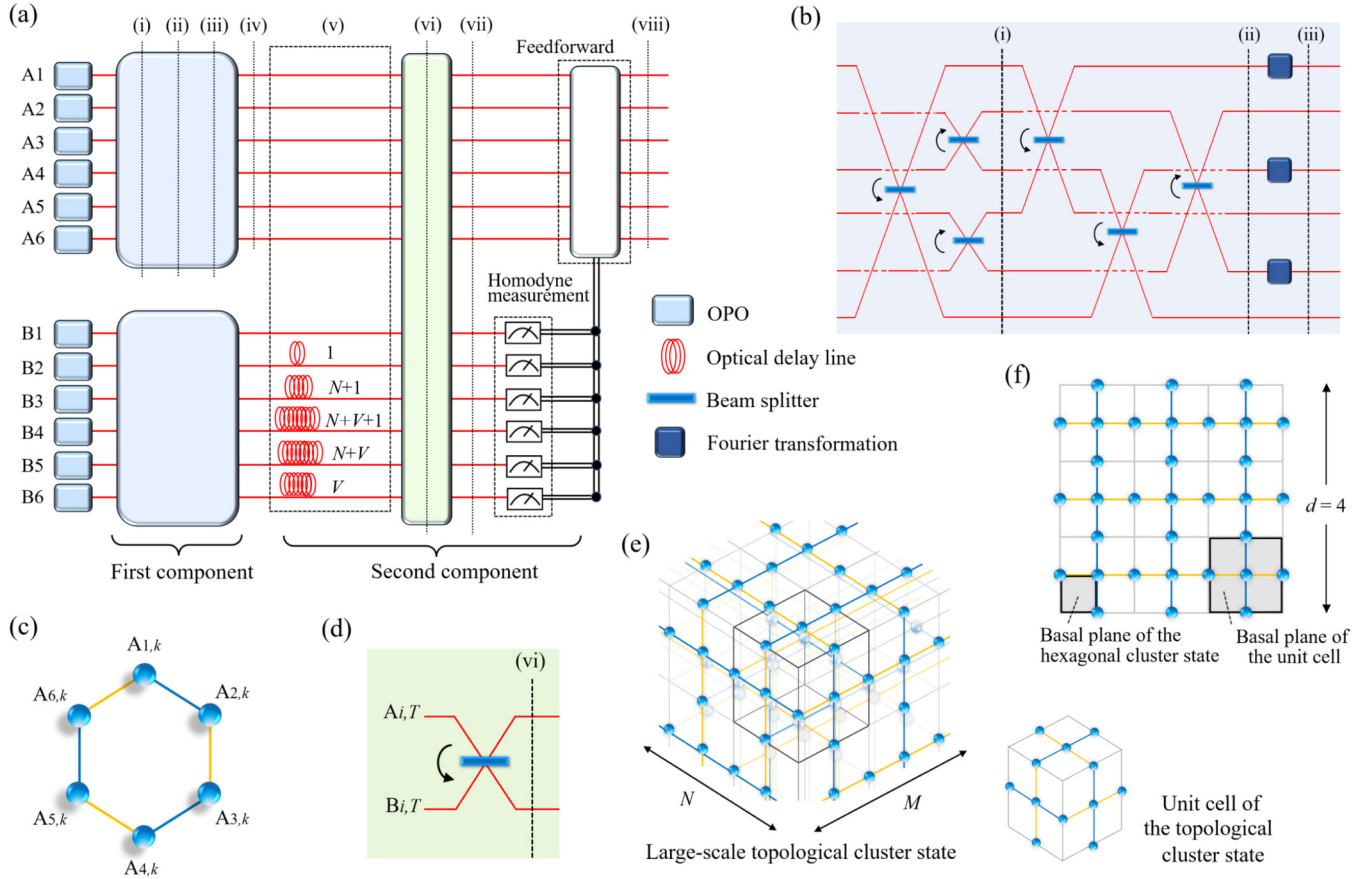 (a)
(i)
(ii)
(iii)
(iv)
(v)
(vi)
(vii)
(viii)
Feedforward
A1
A2
A3
A4
A5
A6
Homodyne
measurement
B1
B2
B3
B4
B5
B6
1
N+1
N+V+1
N+V
V
First component
Second component
(b)
(i)
(ii)
(iii)
OPO
Optical delay line
Beam splitter
Fourier transformation
(c)
A1,k
A6,k
A2,k
A5,k
A3,k
A4,k
(d)
(vi)
Ai,T
Bi,T
(e)
N
M
Large-scale topological cluster state
(f)
d = 4
Basal plane of the
hexagonal cluster state
Basal plane of
the unit cell
Unit cell of
the topological
cluster state